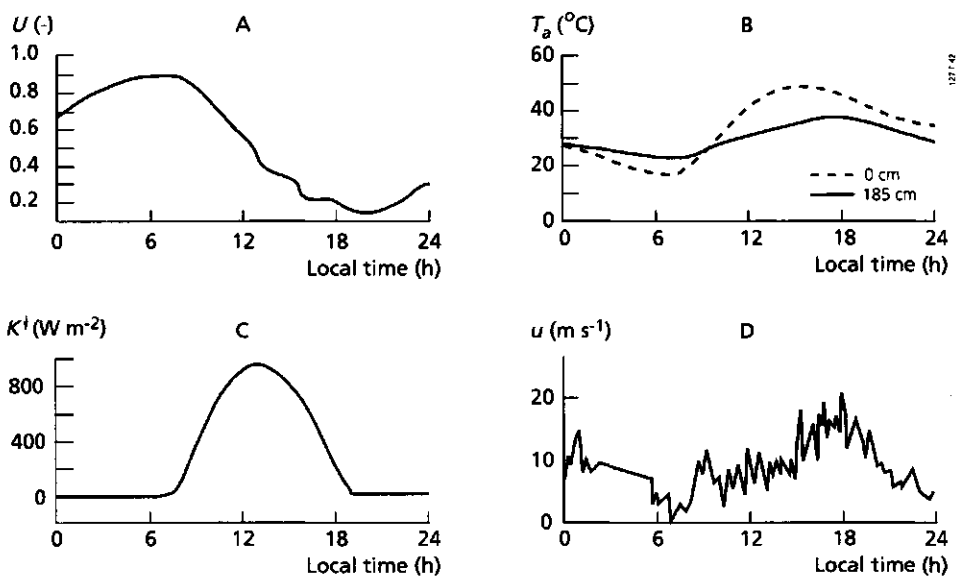 U (-)
A
1.0
0.8
0.6
0.4
0.2
0 6 12 18 24
Local time (h)
Tₐ (°C)
B
60
40
20
0
0 cm
185 cm
0 6 12 18 24
Local time (h)
127 F 42
K↓ (W m⁻²)
C
800
400
0
0 6 12 18 24
Local time (h)
u (m s⁻¹)
D
20
10
0
0 6 12 18 24
Local time (h)